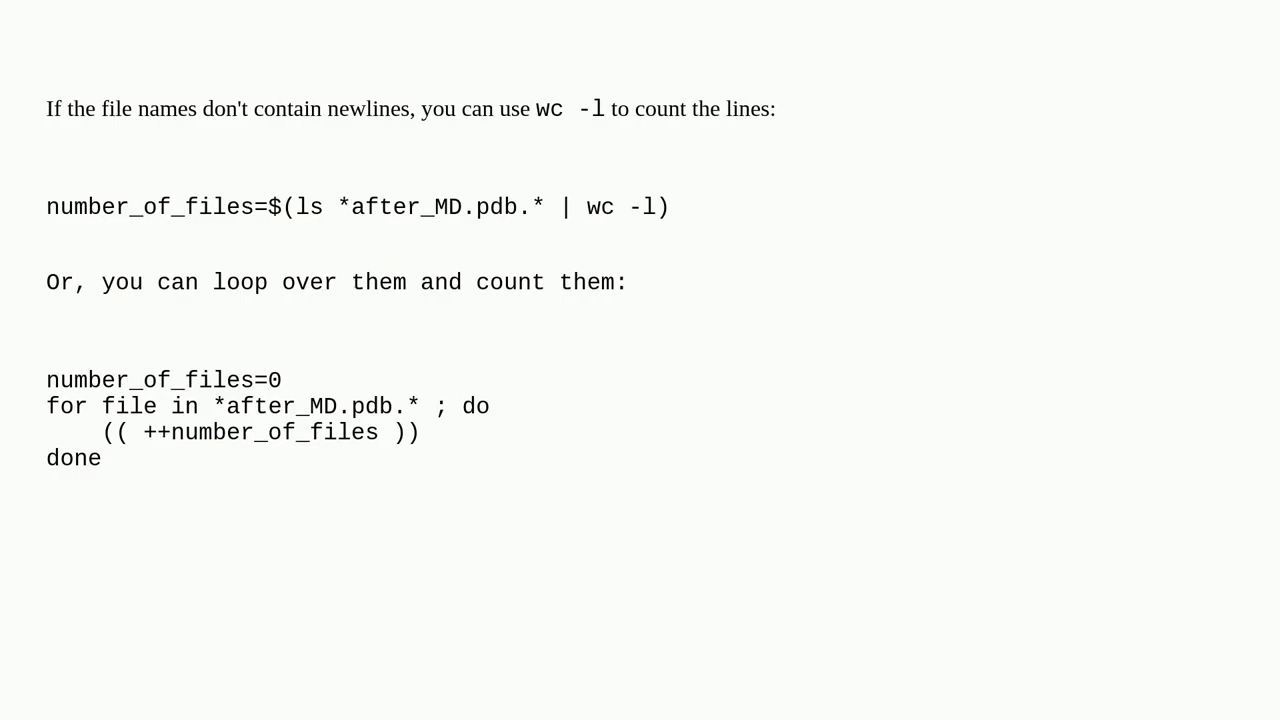 If the file names don't contain newlines, you can use wc -l to count the lines:
number_of_files=$(ls *after_MD.pdb.* | wc -l)
Or, you can loop over them and count them:
number_of_files=0
for file in *after_MD.pdb.* ; do
    (( ++number_of_files ))
done